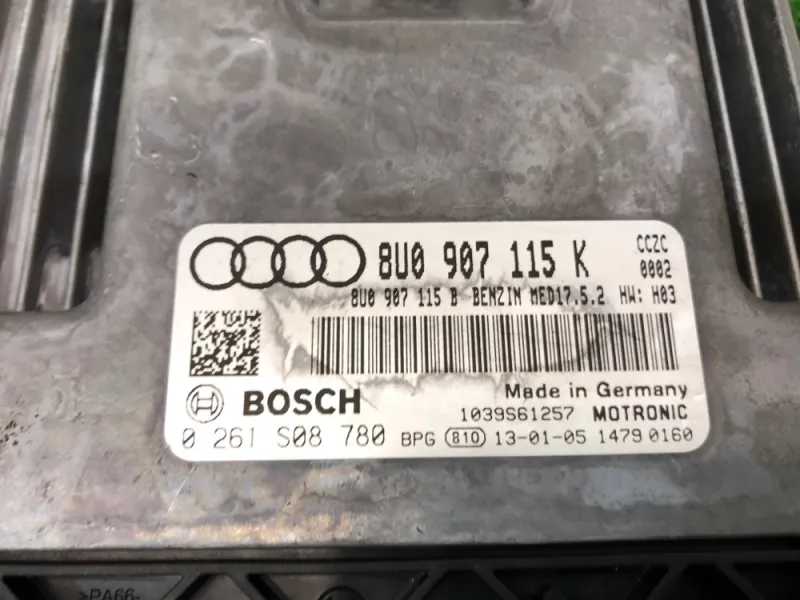 8U0 907 115 K
CCZC
0002
8U0 907 115 B BENZIN MED17.5.2 HW: H03
BOSCH
Made in Germany
1039S61257 MOTRONIC
0 261 S08 780 BPG 810 13-01-05 1479 0160
>PA66-